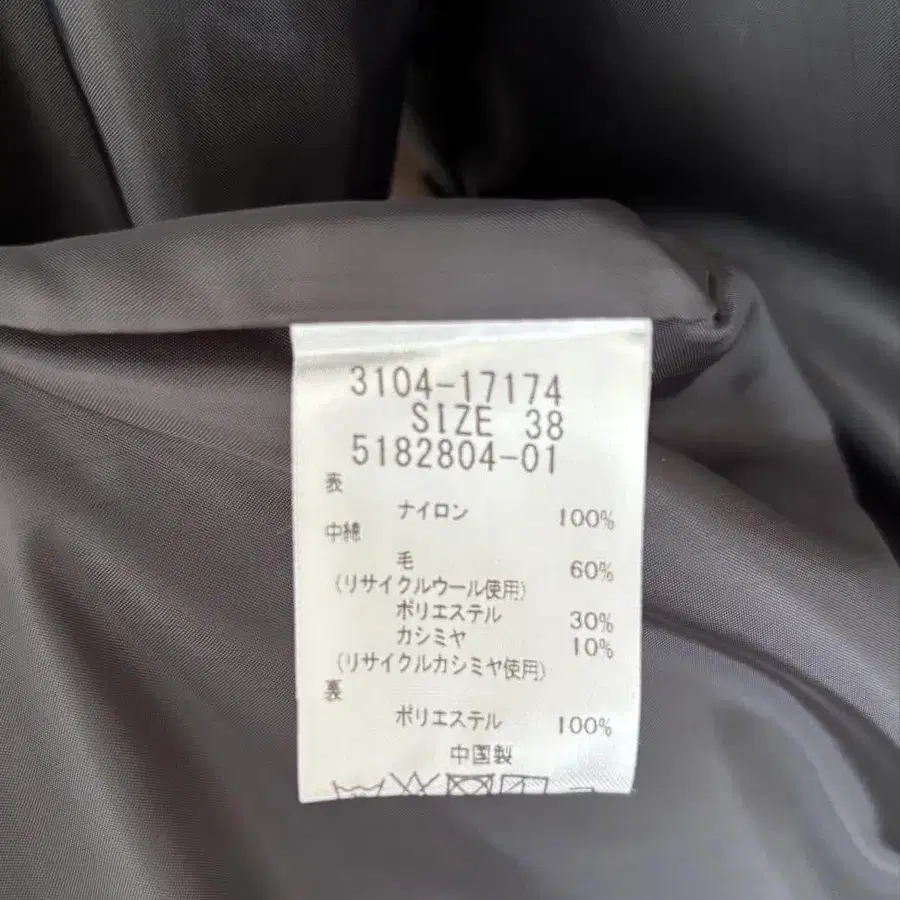 3104-17174
SIZE 38
5182804-01
表
ナイロン 100%
中綿
毛 60%
(リサイクルウール使用)
ポリエステル 30%
カシミヤ 10%
(リサイクルカシミヤ使用)
裏
ポリエステル 100%
中国製